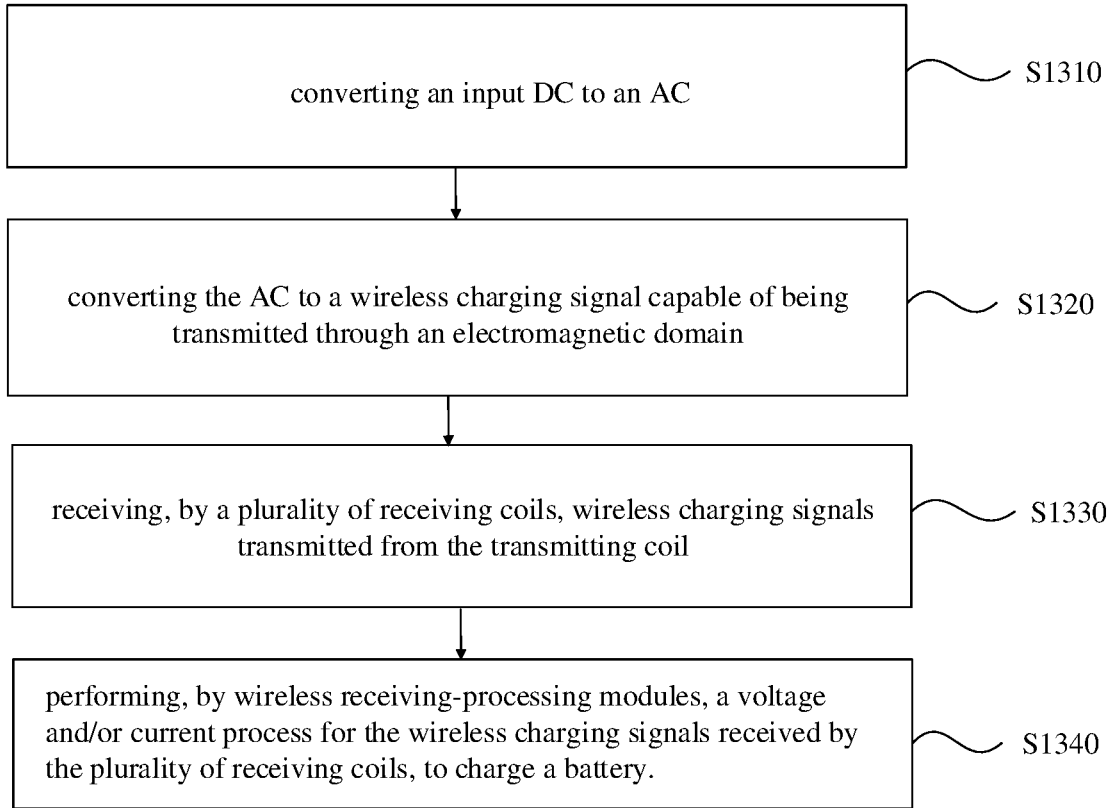 converting an input DC to an AC
S1310
converting the AC to a wireless charging signal capable of being
transmitted through an electromagnetic domain
S1320
receiving, by a plurality of receiving coils, wireless charging signals
transmitted from the transmitting coil
S1330
performing, by wireless receiving-processing modules, a voltage
and/or current process for the wireless charging signals received by
the plurality of receiving coils, to charge a battery.
S1340